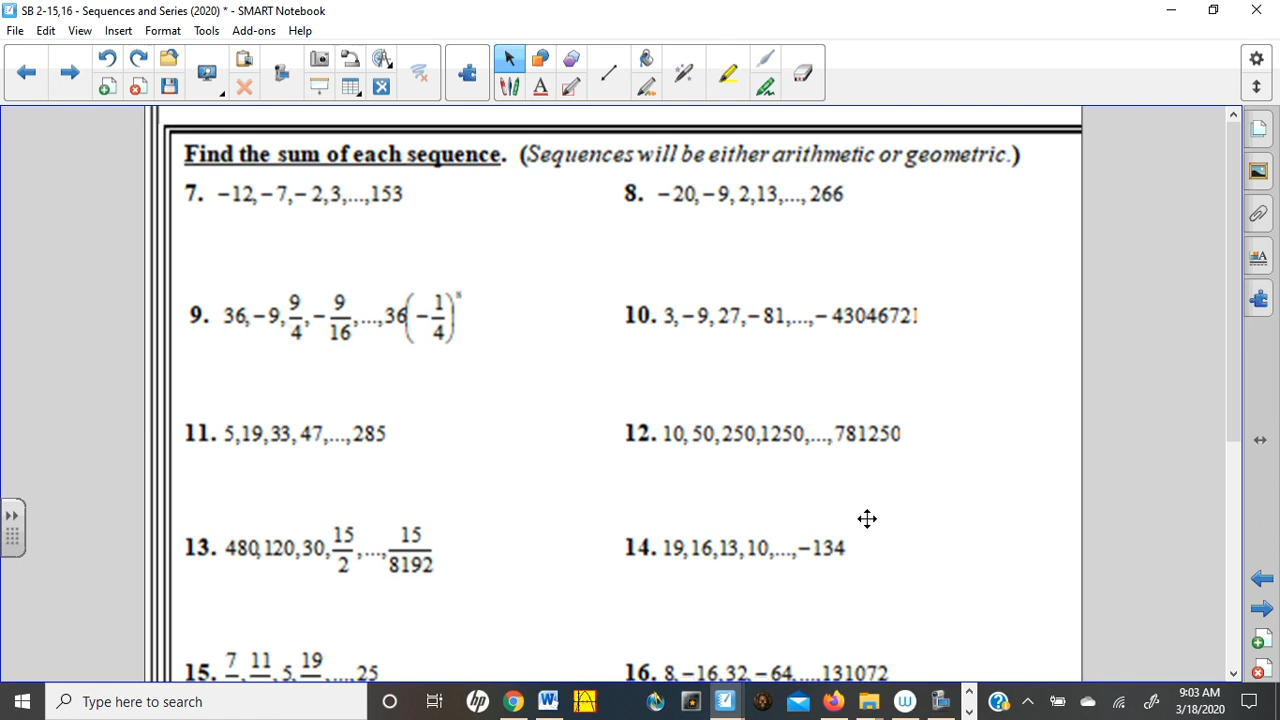 SB 2-15,16 - Sequences and Series (2020) * - SMART Notebook
File Edit View Insert Format Tools Add-ons Help
Find the sum of each sequence. (Sequences will be either arithmetic or geometric.)
7. −12,−7,−2,3,...,153
8. −20,−9,2,13,...,266
9. 36,−9,9/4,−9/16,...,36(−1/4)
10. 3,−9,27,−81,...,−43046721
11. 5,19,33,47,...,285
12. 10,50,250,1250,...,781250
13. 480,120,30,15/2,...,15/8192
14. 19,16,13,10,...,−134
15. 7 , 11 , 5, 19 ,...,25
16. 8,−16,32,−64,...,131072
Type here to search
9:03 AM
3/18/2020